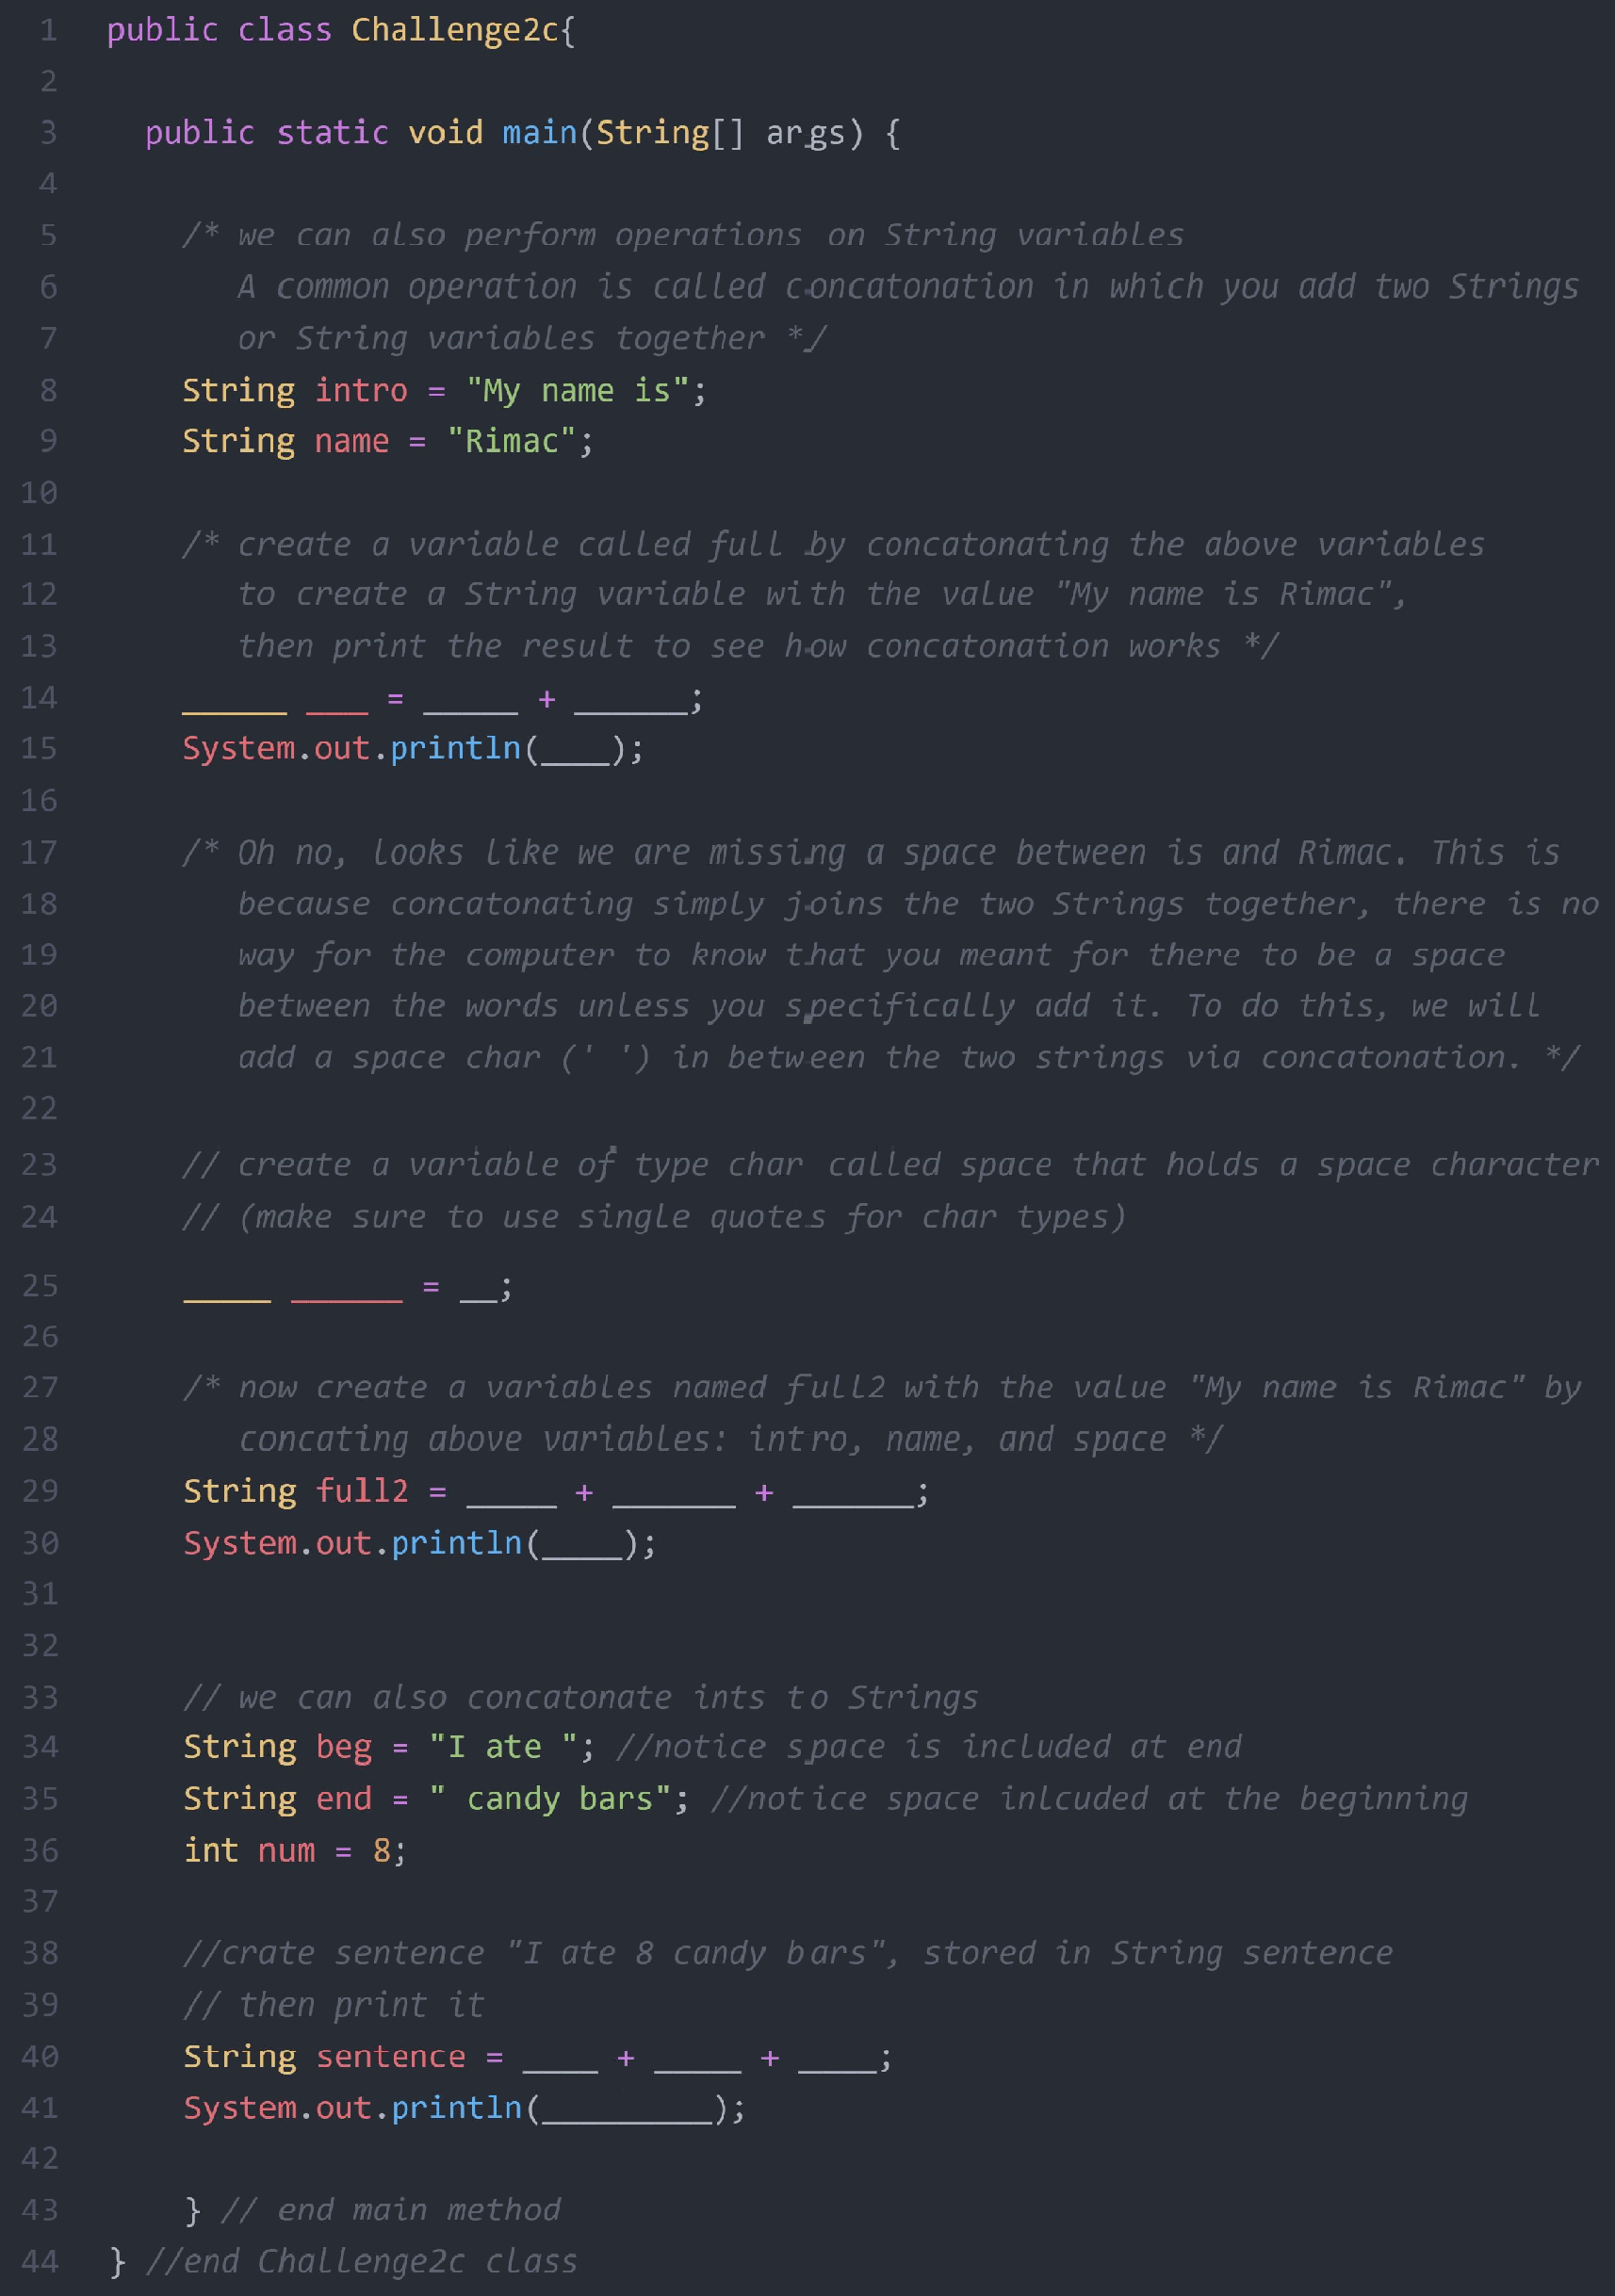 1 public class Challenge2c{
2
3 public static void main(String[] args) {
4
5 /* we can also perform operations on String variables
6 A common operation is called concatonation in which you add two Strings
7 or String variables together */
8 String intro = "My name is";
9 String name = "Rimac";
10
11 /* create a variable called full by concatonating the above variables
12 to create a String variable with the value "My name is Rimac",
13 then print the result to see how concatonation works */
14 ______ ___ = _____ + ______;
15 System.out.println(____);
16
17 /* Oh no, looks like we are missing a space between is and Rimac. This is
18 because concatonating simply joins the two Strings together, there is no
19 way for the computer to know that you meant for there to be a space
20 between the words unless you specifically add it. To do this, we will
21 add a space char (' ') in between the two strings via concatonation. */
22
23 // create a variable of type char called space that holds a space character
24 // (make sure to use single quotes for char types)
25 _____ ______ = __;
26
27 /* now create a variables named full2 with the value "My name is Rimac" by
28 concating above variables: intro, name, and space */
29 String full2 = _____ + ______ + ______;
30 System.out.println(____);
31
32
33 // we can also concatonate ints to Strings
34 String beg = "I ate "; //notice space is included at end
35 String end = " candy bars"; //notice space inlcuded at the beginning
36 int num = 8;
37
38 //crate sentence "I ate 8 candy bars", stored in String sentence
39 // then print it
40 String sentence = ____ + _____ + ____;
41 System.out.println(_________);
42
43 } // end main method
44 } //end Challenge2c class